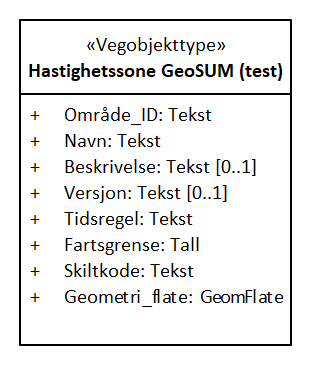 «Vegobjekttype»
Hastighetssone GeoSUM (test)
+ Område_ID: Tekst
+ Navn: Tekst
+ Beskrivelse: Tekst [0..1]
+ Versjon: Tekst [0..1]
+ Tidsregel: Tekst
+ Fartsgrense: Tall
+ Skiltkode: Tekst
+ Geometri_flate: GeomFlate